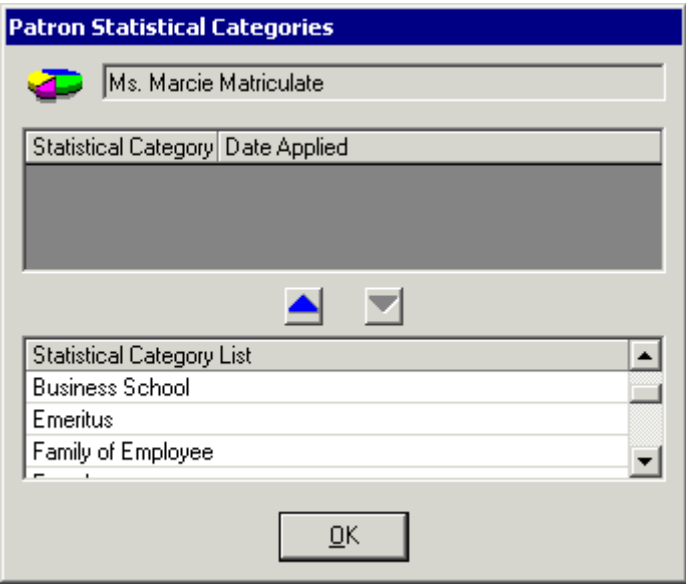 Patron Statistical Categories
Ms. Marcie Matriculate
Statistical Category Date Applied
Statistical Category List
Business School
Emeritus
Family of Employee
OK